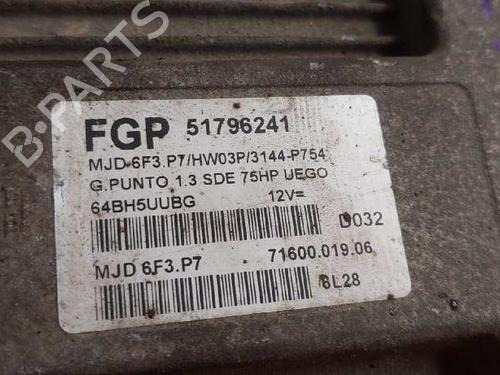 B-PARTS
FGP 51796241
MJD 6F3.P7/HW03P/3144-P754
G.PUNTO 1.3 SDE 75HP UEGO
64BH5UUBG 12V=
D032
MJD 6F3.P7 71600.019.06
8L28